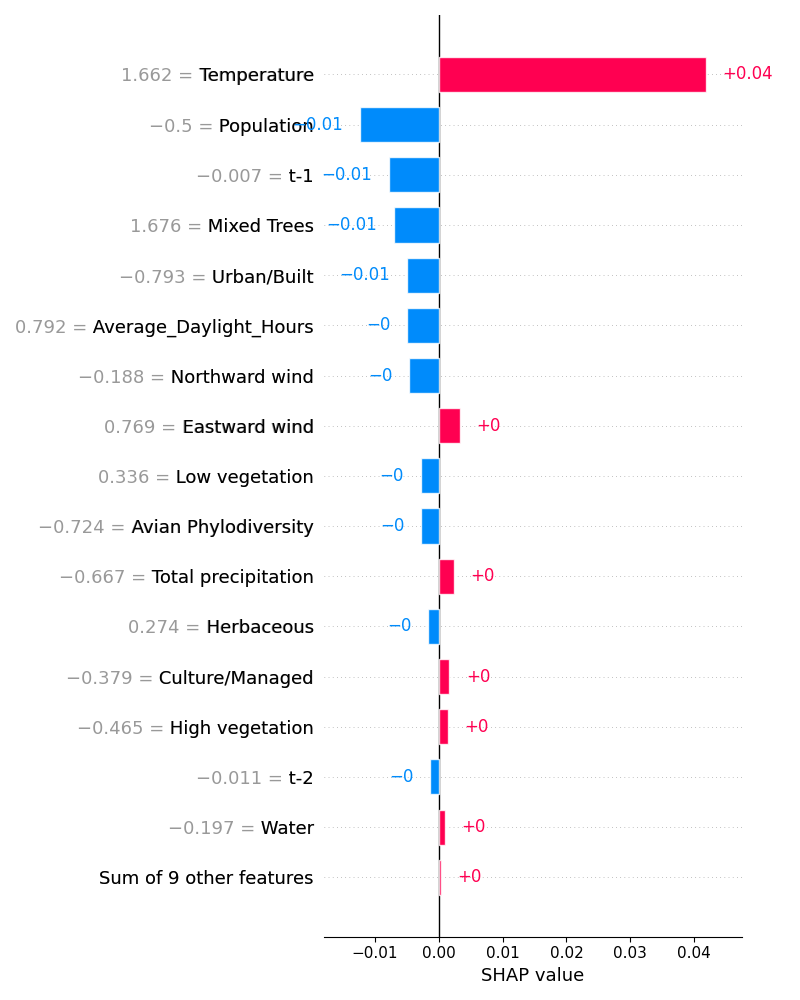 1.662 = Temperature +0.04
−0.5 = Population −0.01
−0.007 = t-1 −0.01
1.676 = Mixed Trees −0.01
−0.793 = Urban/Built −0.01
0.792 = Average_Daylight_Hours −0
−0.188 = Northward wind −0
0.769 = Eastward wind +0
0.336 = Low vegetation −0
−0.724 = Avian Phylodiversity −0
−0.667 = Total precipitation +0
0.274 = Herbaceous −0
−0.379 = Culture/Managed +0
−0.465 = High vegetation +0
−0.011 = t-2 −0
−0.197 = Water +0
Sum of 9 other features +0
−0.01 0.00 0.01 0.02 0.03 0.04
SHAP value